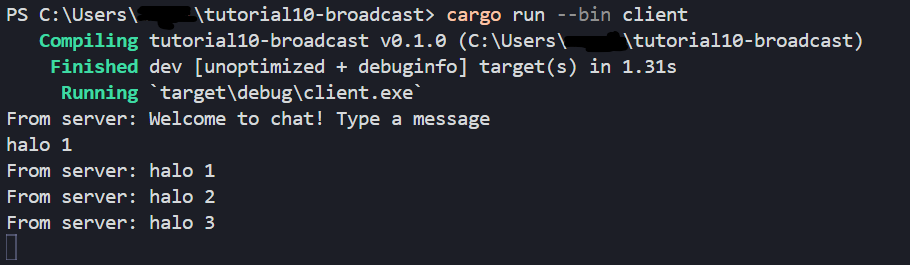 PS C:\Users\ \tutorial10-broadcast> cargo run --bin client
Compiling tutorial10-broadcast v0.1.0 (C:\Users\ \tutorial10-broadcast)
Finished dev [unoptimized + debuginfo] target(s) in 1.31s
Running `target\debug\client.exe`
From server: Welcome to chat! Type a message
halo 1
From server: halo 1
From server: halo 2
From server: halo 3